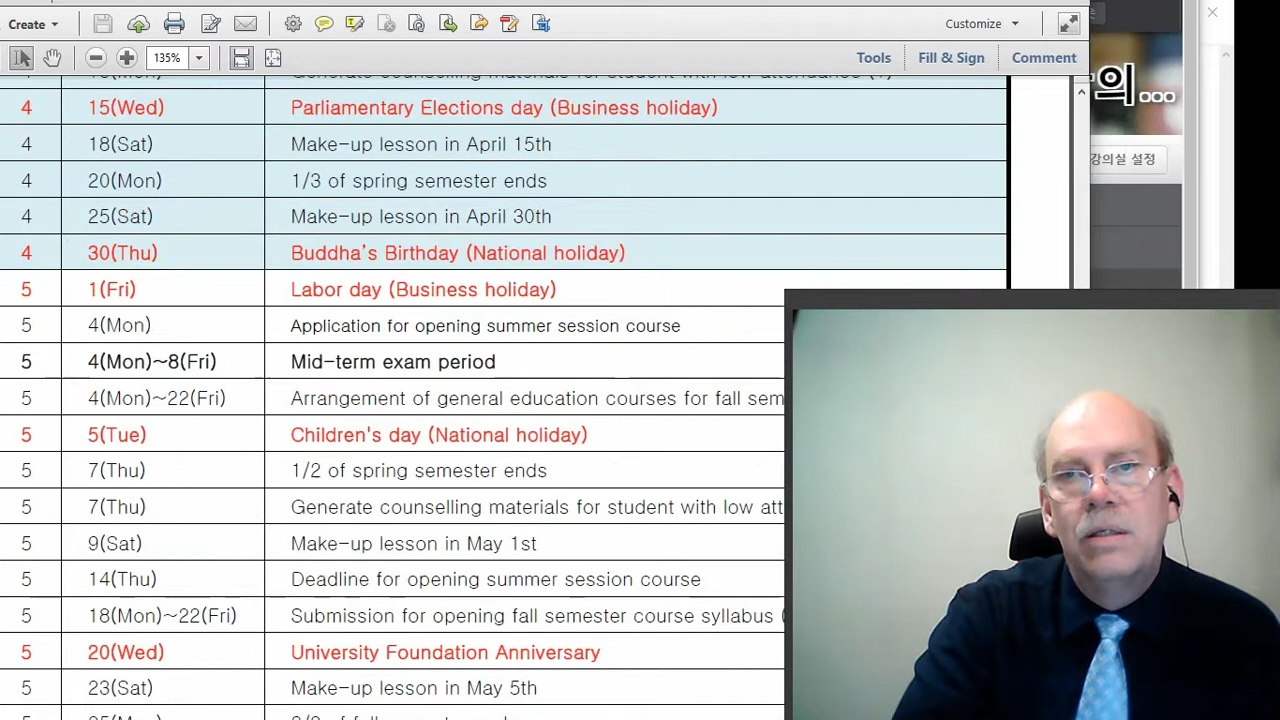 Create
135%
Customize
Tools
Fill & Sign
Comment
4 15(Wed) Parliamentary Elections day (Business holiday)
4 18(Sat) Make-up lesson in April 15th
4 20(Mon) 1/3 of spring semester ends
4 25(Sat) Make-up lesson in April 30th
4 30(Thu) Buddha's Birthday (National holiday)
5 1(Fri) Labor day (Business holiday)
5 4(Mon) Application for opening summer session course
5 4(Mon)~8(Fri) Mid-term exam period
5 4(Mon)~22(Fri) Arrangement of general education courses for fall sem
5 5(Tue) Children's day (National holiday)
5 7(Thu) 1/2 of spring semester ends
5 7(Thu) Generate counselling materials for student with low att
5 9(Sat) Make-up lesson in May 1st
5 14(Thu) Deadline for opening summer session course
5 18(Mon)~22(Fri) Submission for opening fall semester course syllabus (
5 20(Wed) University Foundation Anniversary
5 23(Sat) Make-up lesson in May 5th
의...
강의실 설정